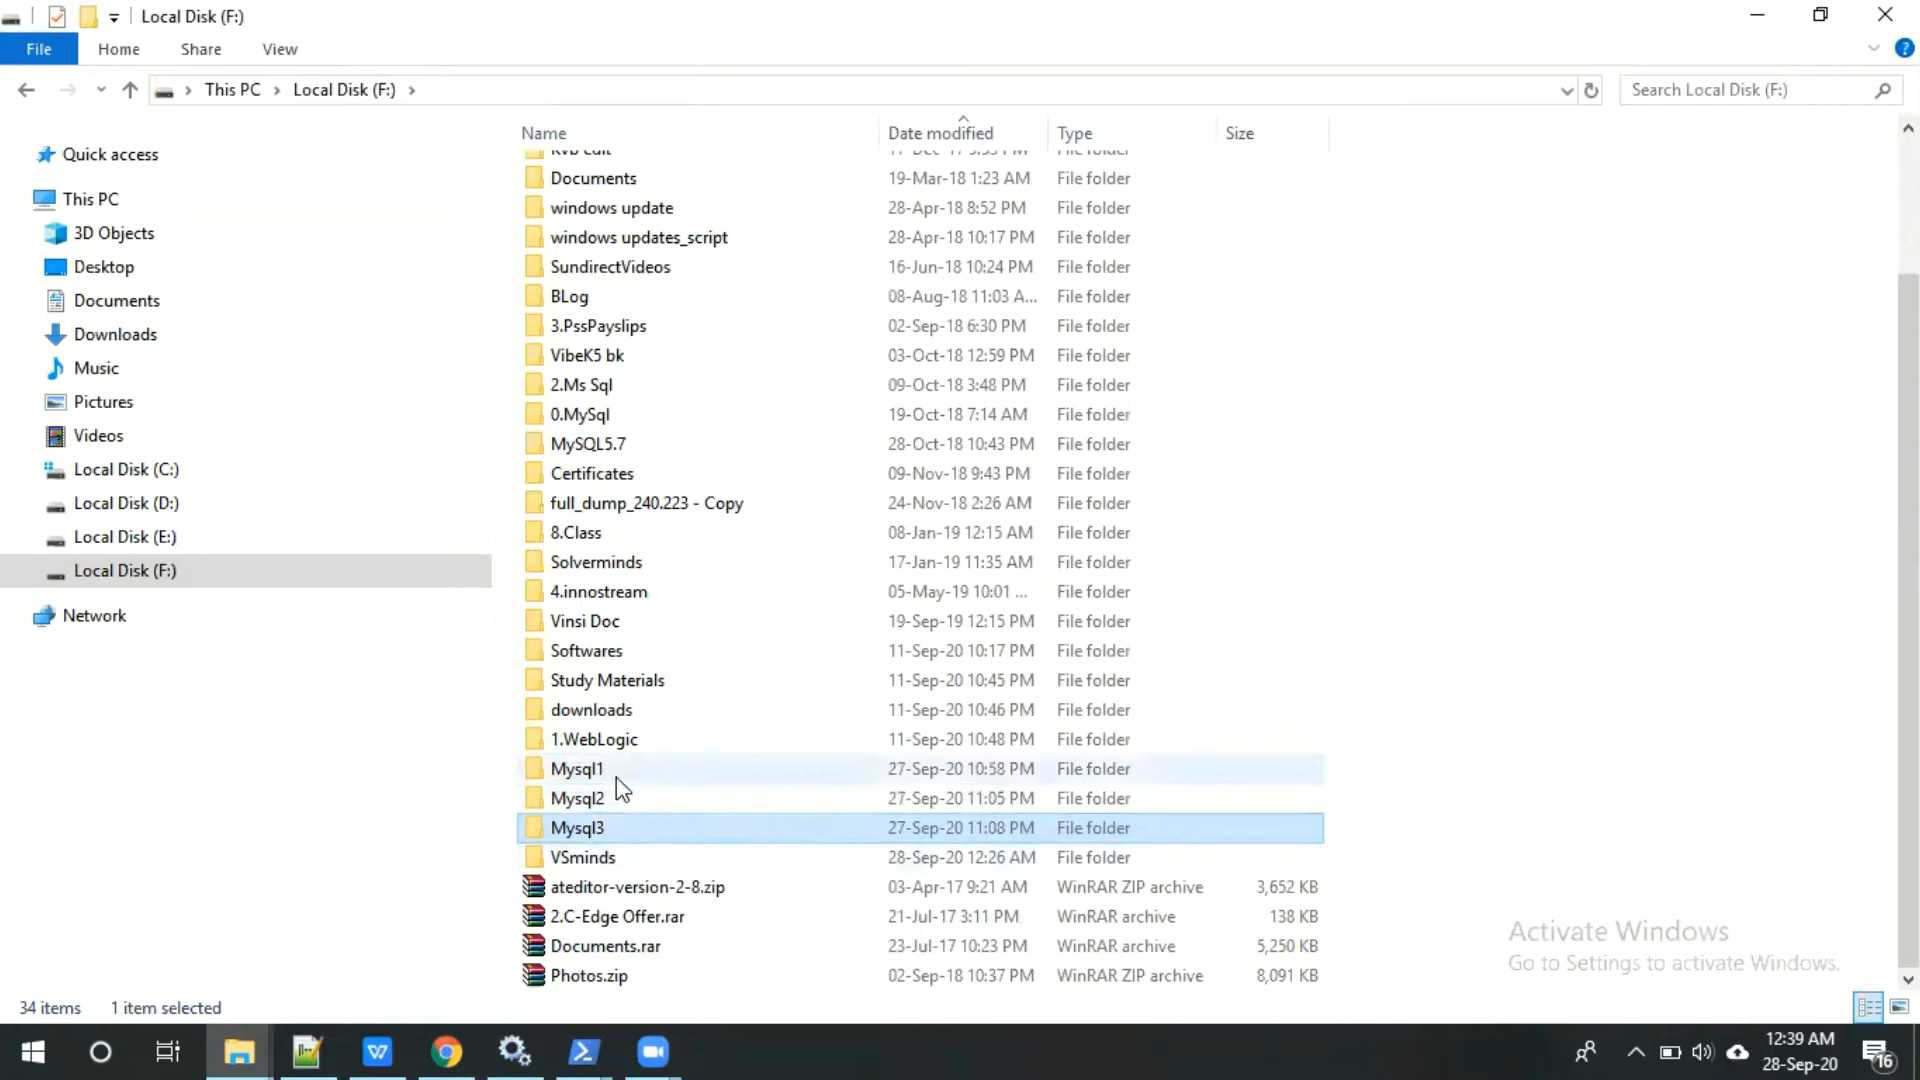 Local Disk (F:)
File Home Share View
This PC Local Disk (F:)
Search Local Disk (F:)
Name Date modified Type Size
Quick access
This PC
3D Objects
Desktop
Documents
Downloads
Music
Pictures
Videos
Local Disk (C:)
Local Disk (D:)
Local Disk (E:)
Local Disk (F:)
Network
Documents 19-Mar-18 1:23 AM File folder
windows update 28-Apr-18 8:52 PM File folder
windows updates_script 28-Apr-18 10:17 PM File folder
SundirectVideos 16-Jun-18 10:24 PM File folder
BLog 08-Aug-18 11:03 A... File folder
3.PssPayslips 02-Sep-18 6:30 PM File folder
VibeK5 bk 03-Oct-18 12:59 PM File folder
2.Ms Sql 09-Oct-18 3:48 PM File folder
0.MySql 19-Oct-18 7:14 AM File folder
MySQL5.7 28-Oct-18 10:43 PM File folder
Certificates 09-Nov-18 9:43 PM File folder
full_dump_240.223 - Copy 24-Nov-18 2:26 AM File folder
8.Class 08-Jan-19 12:15 AM File folder
Solverminds 17-Jan-19 11:35 AM File folder
4.innostream 05-May-19 10:01 ... File folder
Vinsi Doc 19-Sep-19 12:15 PM File folder
Softwares 11-Sep-20 10:17 PM File folder
Study Materials 11-Sep-20 10:45 PM File folder
downloads 11-Sep-20 10:46 PM File folder
1.WebLogic 11-Sep-20 10:48 PM File folder
Mysql1 27-Sep-20 10:58 PM File folder
Mysql2 27-Sep-20 11:05 PM File folder
Mysql3 27-Sep-20 11:08 PM File folder
VSminds 28-Sep-20 12:26 AM File folder
ateditor-version-2-8.zip 03-Apr-17 9:21 AM WinRAR ZIP archive 3,652 KB
2.C-Edge Offer.rar 21-Jul-17 3:11 PM WinRAR archive 138 KB
Documents.rar 23-Jul-17 10:23 PM WinRAR archive 5,250 KB
Photos.zip 02-Sep-18 10:37 PM WinRAR ZIP archive 8,091 KB
Activate Windows
Go to Settings to activate Windows.
34 items 1 item selected
12:39 AM
28-Sep-20
16